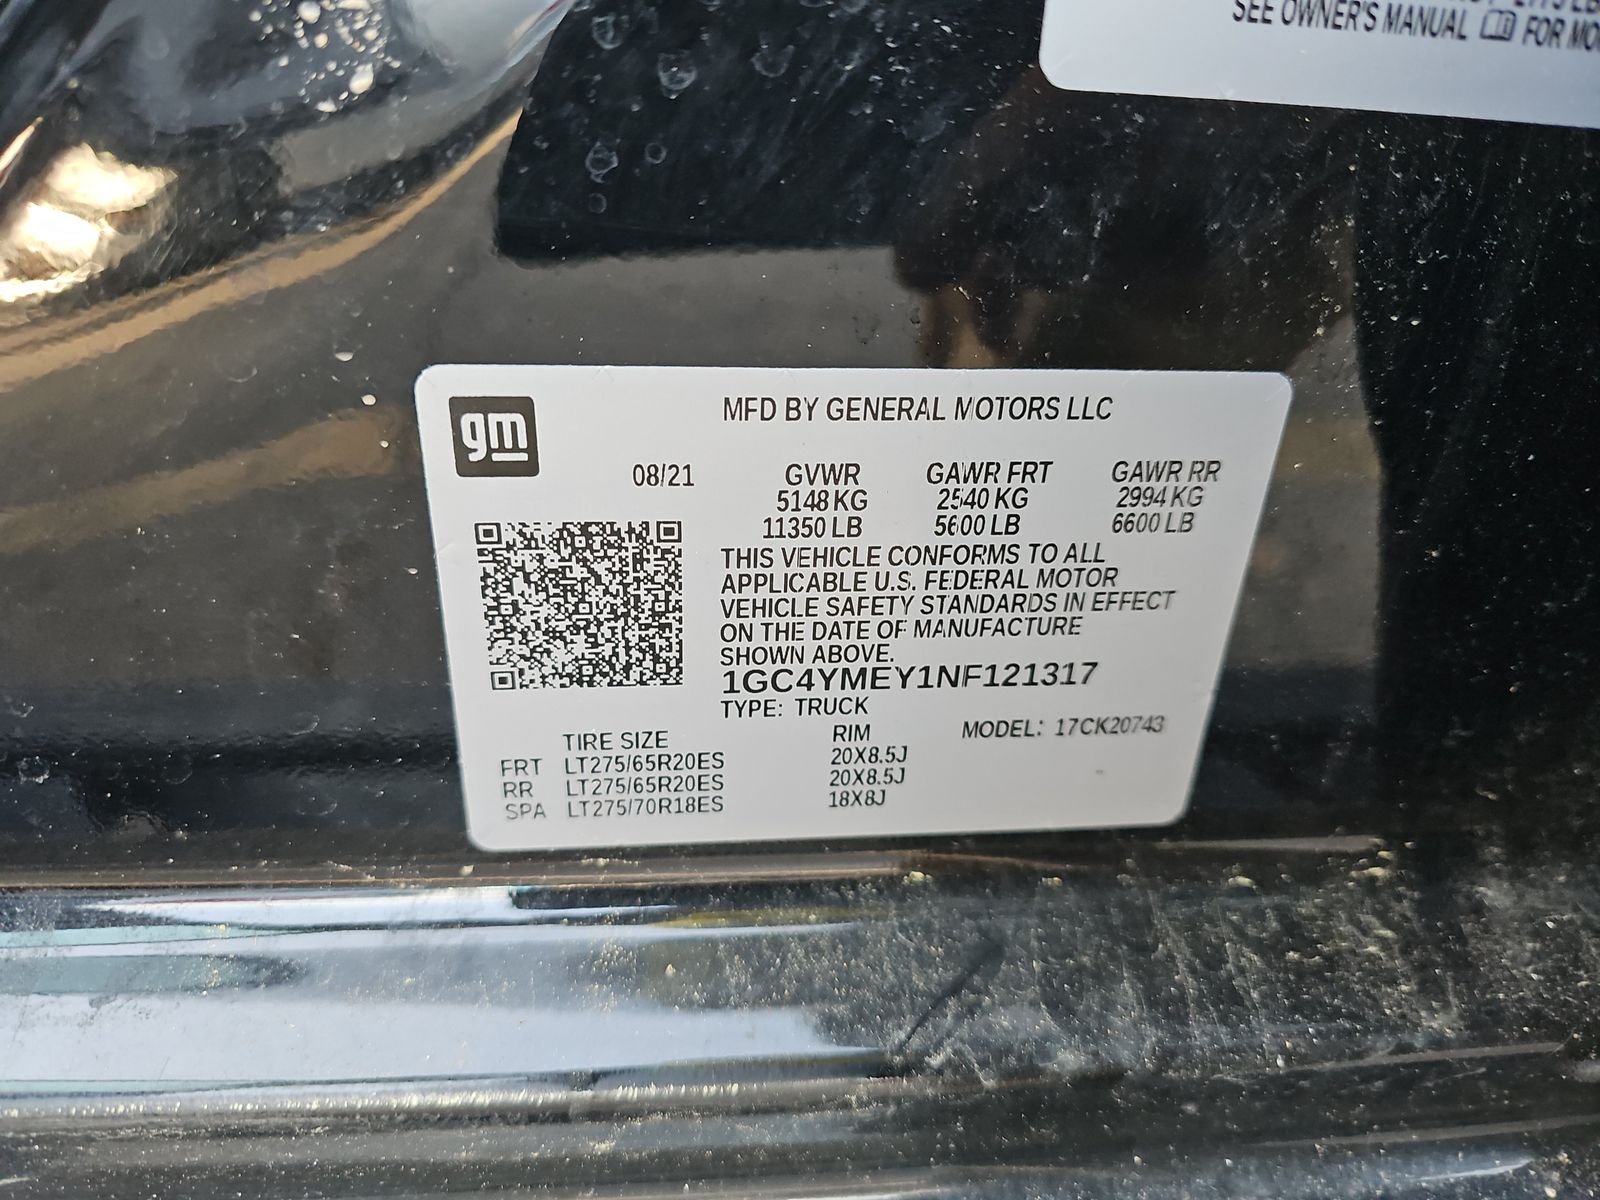 SEE OWNER'S MANUAL FOR
gm
MFD BY GENERAL MOTORS LLC
08/21 GVWR GAWR FRT GAWR RR
5148 KG 2540 KG 2994 KG
11350 LB 5600 LB 6600 LB
THIS VEHICLE CONFORMS TO ALL
APPLICABLE U.S. FEDERAL MOTOR
VEHICLE SAFETY STANDARDS IN EFFECT
ON THE DATE OF MANUFACTURE
SHOWN ABOVE.
1GC4YMEY1NF121317
TYPE: TRUCK
TIRE SIZE RIM MODEL: 17CK20743
FRT LT275/65R20ES 20X8.5J
RR LT275/65R20ES 20X8.5J
SPA LT275/70R18ES 18X8J